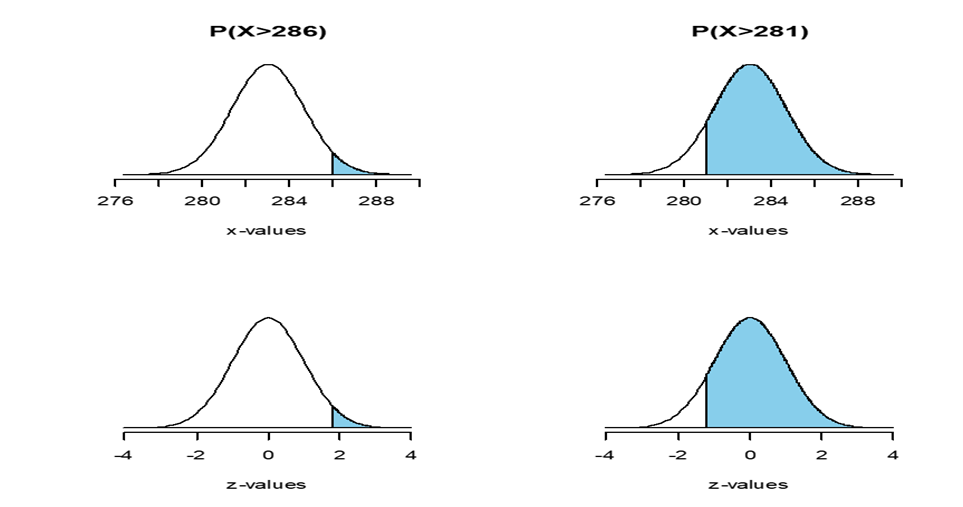 P(X>286)
P(X>281)
276 280 284 288
276 280 284 288
x-values
x-values
-4 -2 0 2 4
-4 -2 0 2 4
z-values
z-values